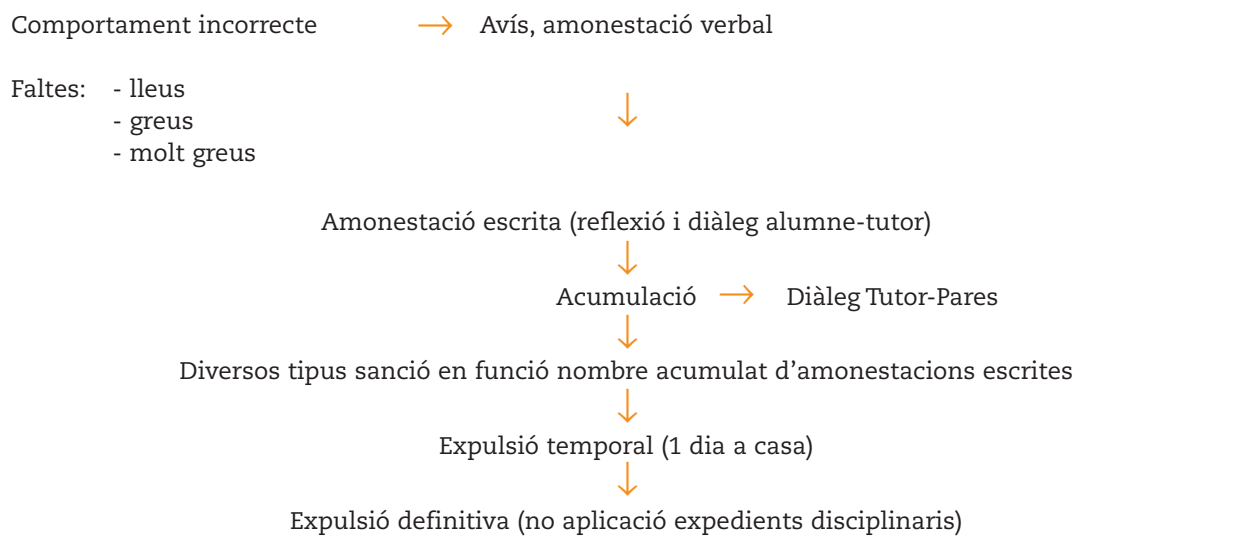 Comportament incorrecte → Avís, amonestació verbal
Faltes: - lleus
- greus
- molt greus
↓
Amonestació escrita (reflexió i diàleg alumne-tutor)
↓
Acumulació → Diàleg Tutor-Pares
↓
Diversos tipus sanció en funció nombre acumulat d’amonestacions escrites
↓
Expulsió temporal (1 dia a casa)
↓
Expulsió definitiva (no aplicació expedients disciplinaris)